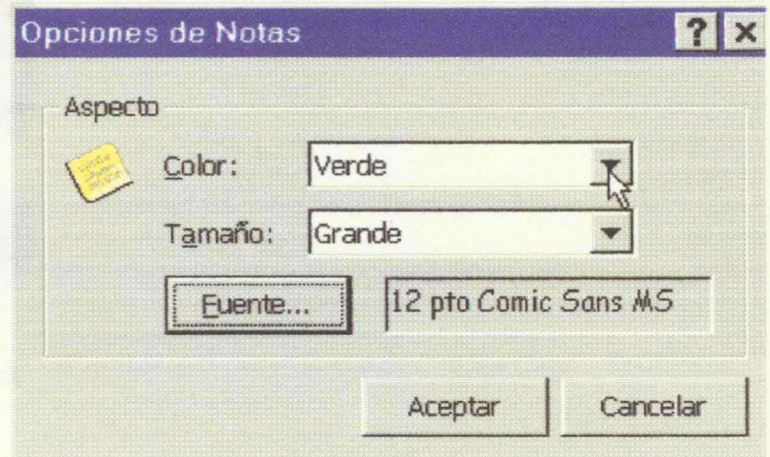 Opciones de Notas
Aspecto
Color: Verde
Tamaño: Grande
Fuente... 12 pto Comic Sans MS
Aceptar Cancelar